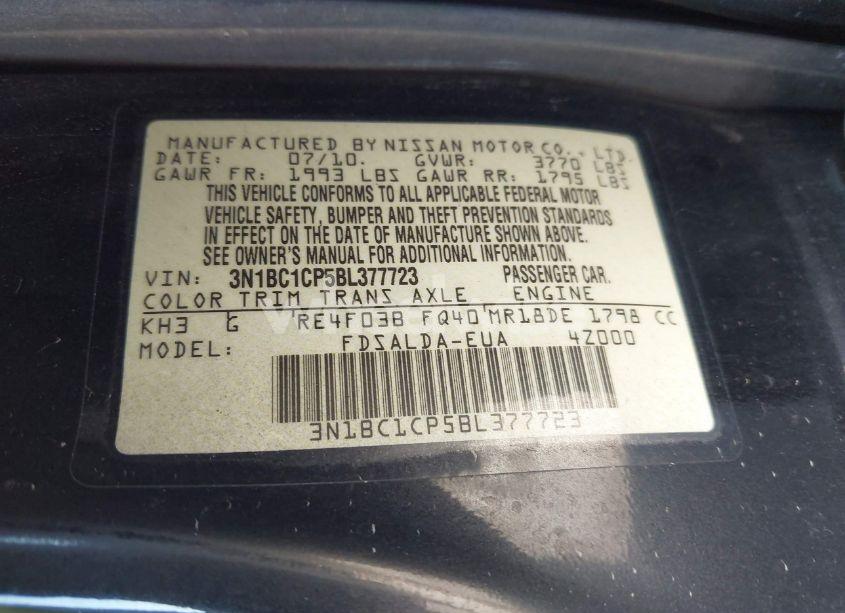 MANUFACTURED BY NISSAN MOTOR CO., LTD.
DATE: 07/10. GVWR: 3770 LBS
GAWR FR: 1993 LBS GAWR RR: 1795 LBS
THIS VEHICLE CONFORMS TO ALL APPLICABLE FEDERAL MOTOR
VEHICLE SAFETY, BUMPER AND THEFT PREVENTION STANDARDS
IN EFFECT ON THE DATE OF MANUFACTURE SHOWN ABOVE.
SEE OWNER'S MANUAL FOR ADDITIONAL INFORMATION.
VIN: 3N1BC1CP5BL377723 PASSENGER CAR.
COLOR TRIM TRANS AXLE ENGINE
KH3 G RE4F03B FQ40 MR18DE 1798 CC
MODEL: FDSALDA-EUA 4Z000
3N1BC1CP5BL377723